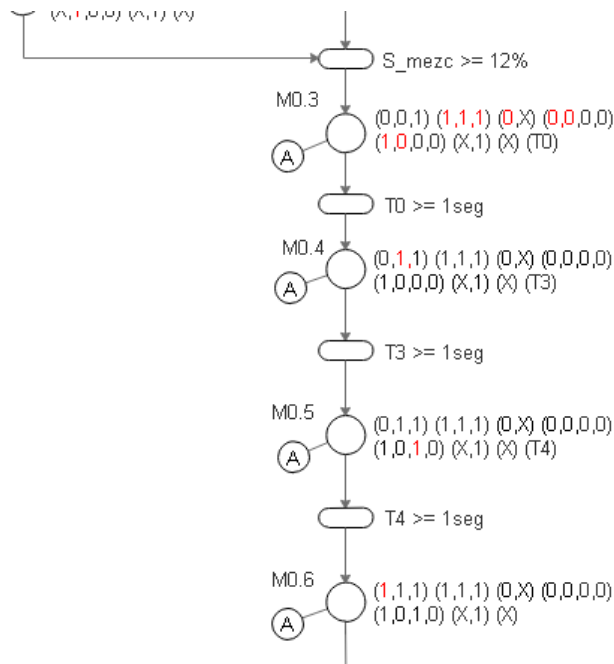 (X,1,0,0) (X,1) (X)
S_mezc >= 12%
M0.3
(0,0,1) (1,1,1) (0,X) (0,0,0,0)
A
(1,0,0,0) (X,1) (X) (T0)
T0 >= 1seg
M0.4
(0,1,1) (1,1,1) (0,X) (0,0,0,0)
A
(1,0,0,0) (X,1) (X) (T3)
T3 >= 1seg
M0.5
(0,1,1) (1,1,1) (0,X) (0,0,0,0)
A
(1,0,1,0) (X,1) (X) (T4)
T4 >= 1seg
M0.6
(1,1,1) (1,1,1) (0,X) (0,0,0,0)
A
(1,0,1,0) (X,1) (X)